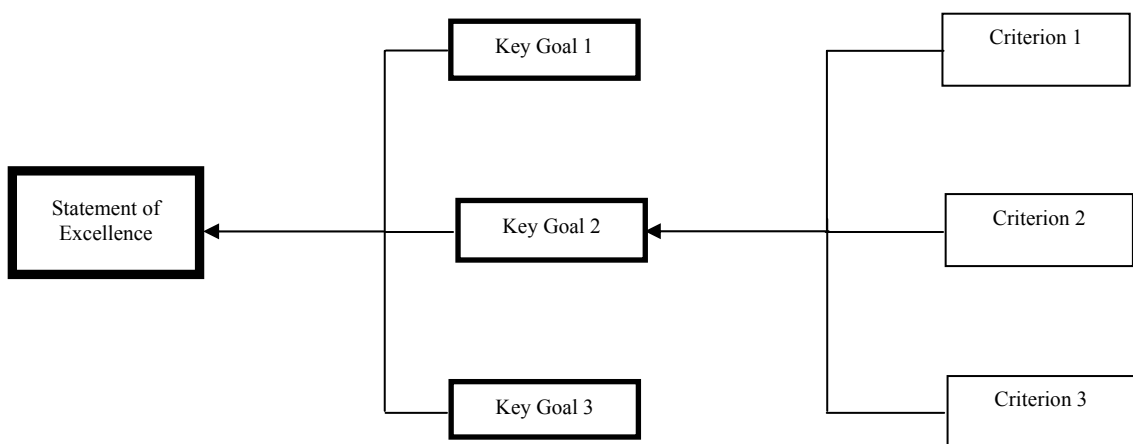 Key Goal 1
Criterion 1
Statement of
Excellence
Key Goal 2
Criterion 2
Key Goal 3
Criterion 3